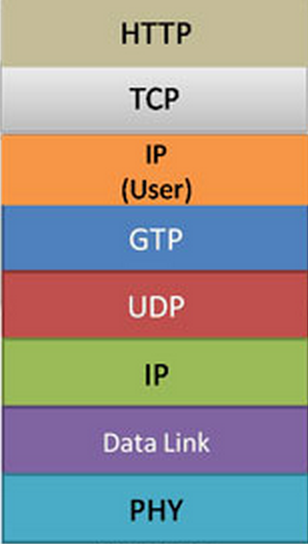 HTTP
TCP
IP
(User)
GTP
UDP
IP
Data Link
PHY